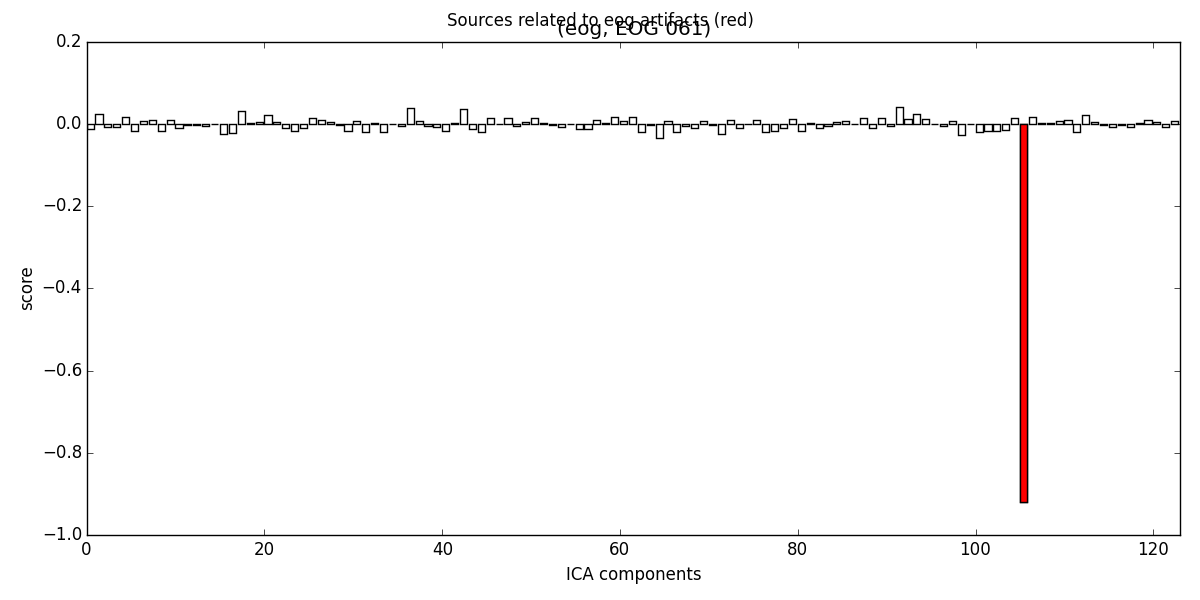 Sources related to eog artifacts (red)
(eog, EOG 061)
0.2
0.0
−0.2
−0.4
−0.6
−0.8
−1.0
score
0 20 40 60 80 100 120
ICA components